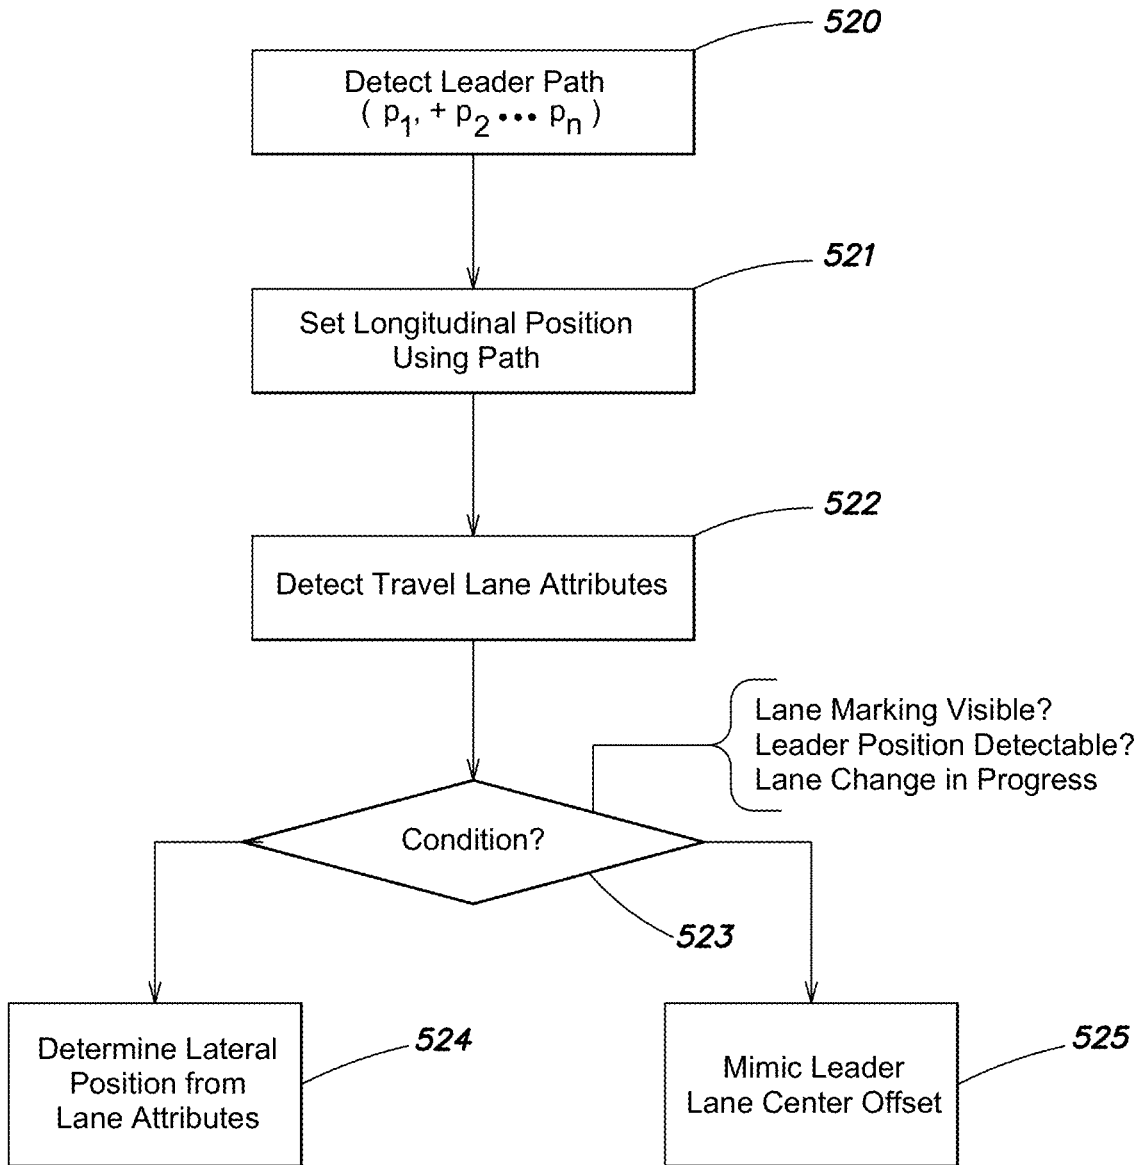 520
Detect Leader Path
( p1, + p2 ••• pn )
521
Set Longitudinal Position
Using Path
522
Detect Travel Lane Attributes
Lane Marking Visible?
Leader Position Detectable?
Lane Change in Progress
Condition?
523
524
Determine Lateral
Position from
Lane Attributes
525
Mimic Leader
Lane Center Offset